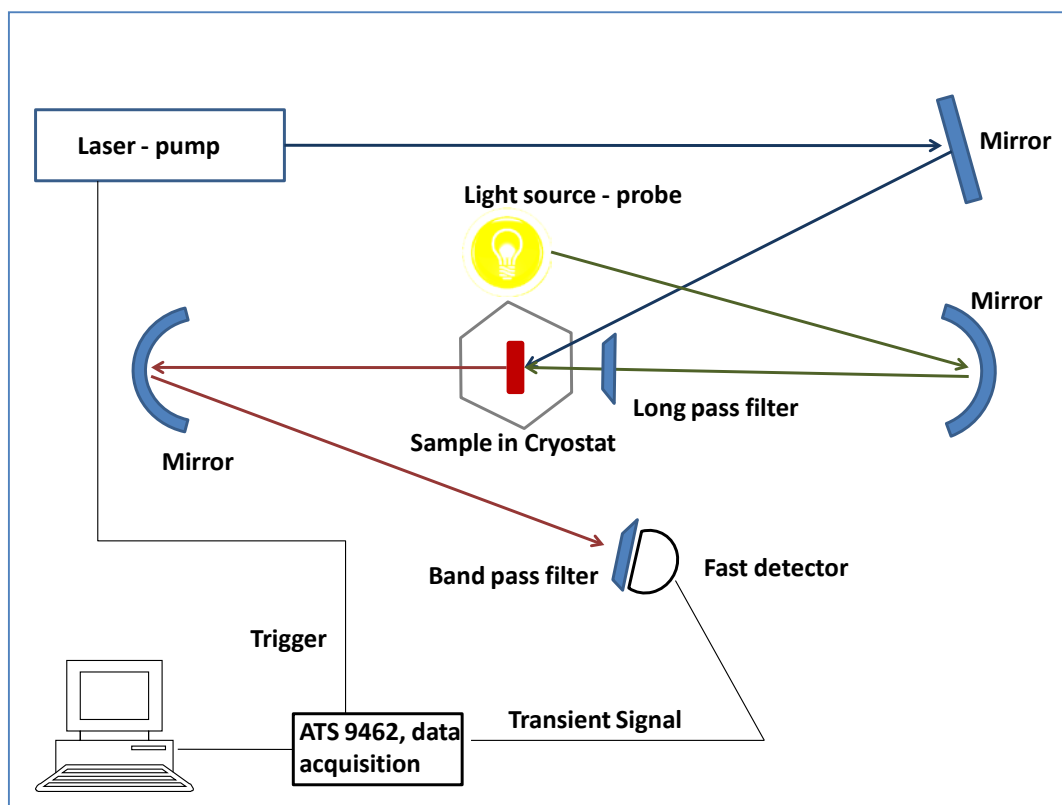 Laser - pump
Mirror
Light source - probe
Mirror
Long pass filter
Sample in Cryostat
Mirror
Band pass filter
Fast detector
Trigger
Transient Signal
ATS 9462, data
acquisition